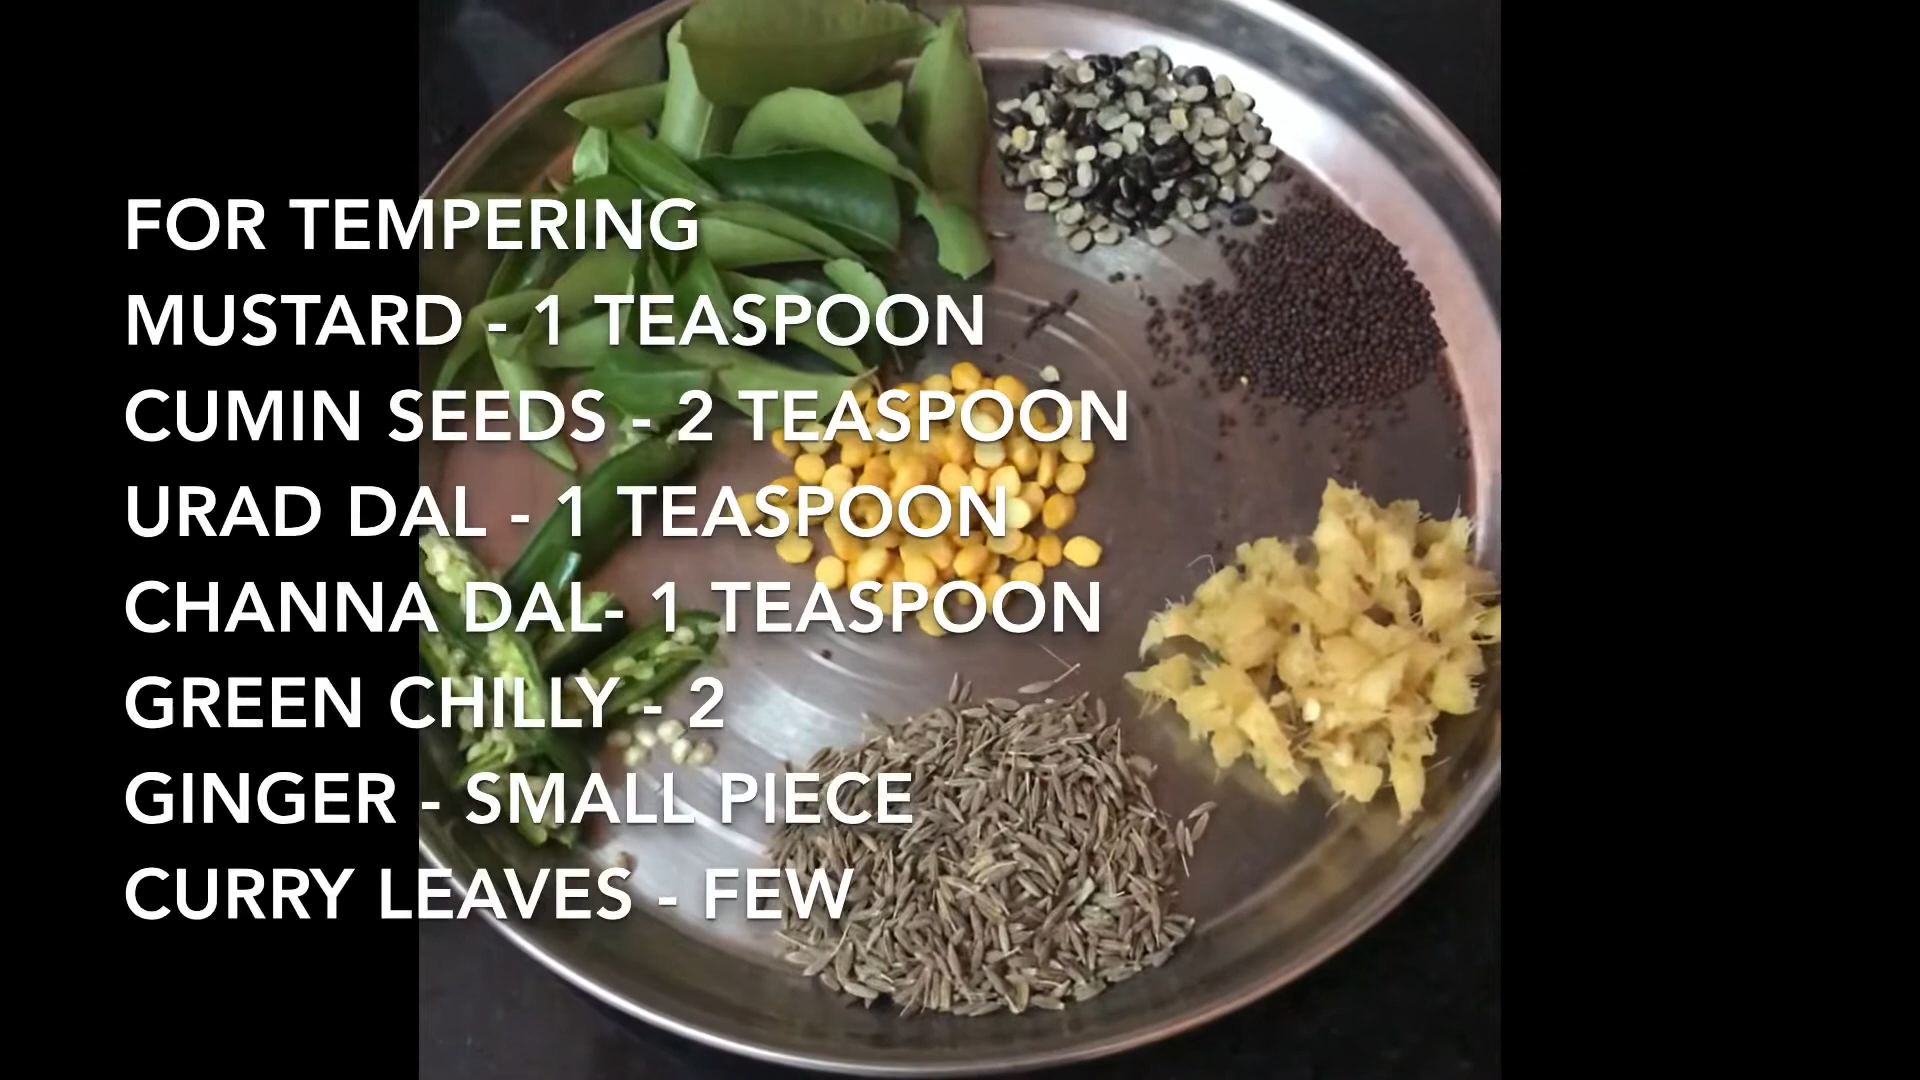 FOR TEMPERING
MUSTARD - 1 TEASPOON
CUMIN SEEDS - 2 TEASPOON
URAD DAL - 1 TEASPOON
CHANNA DAL- 1 TEASPOON
GREEN CHILLY - 2
GINGER - SMALL PIECE
CURRY LEAVES - FEW